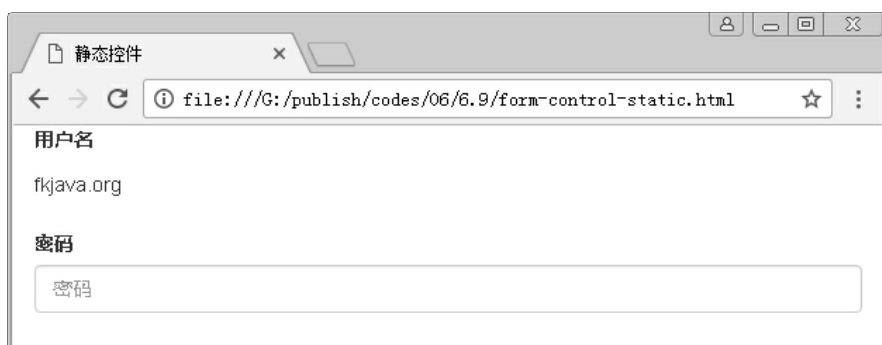 静态控件
file:///G:/publish/codes/06/6.9/form-control-static.html
用户名
fkjava.org
密码
密码